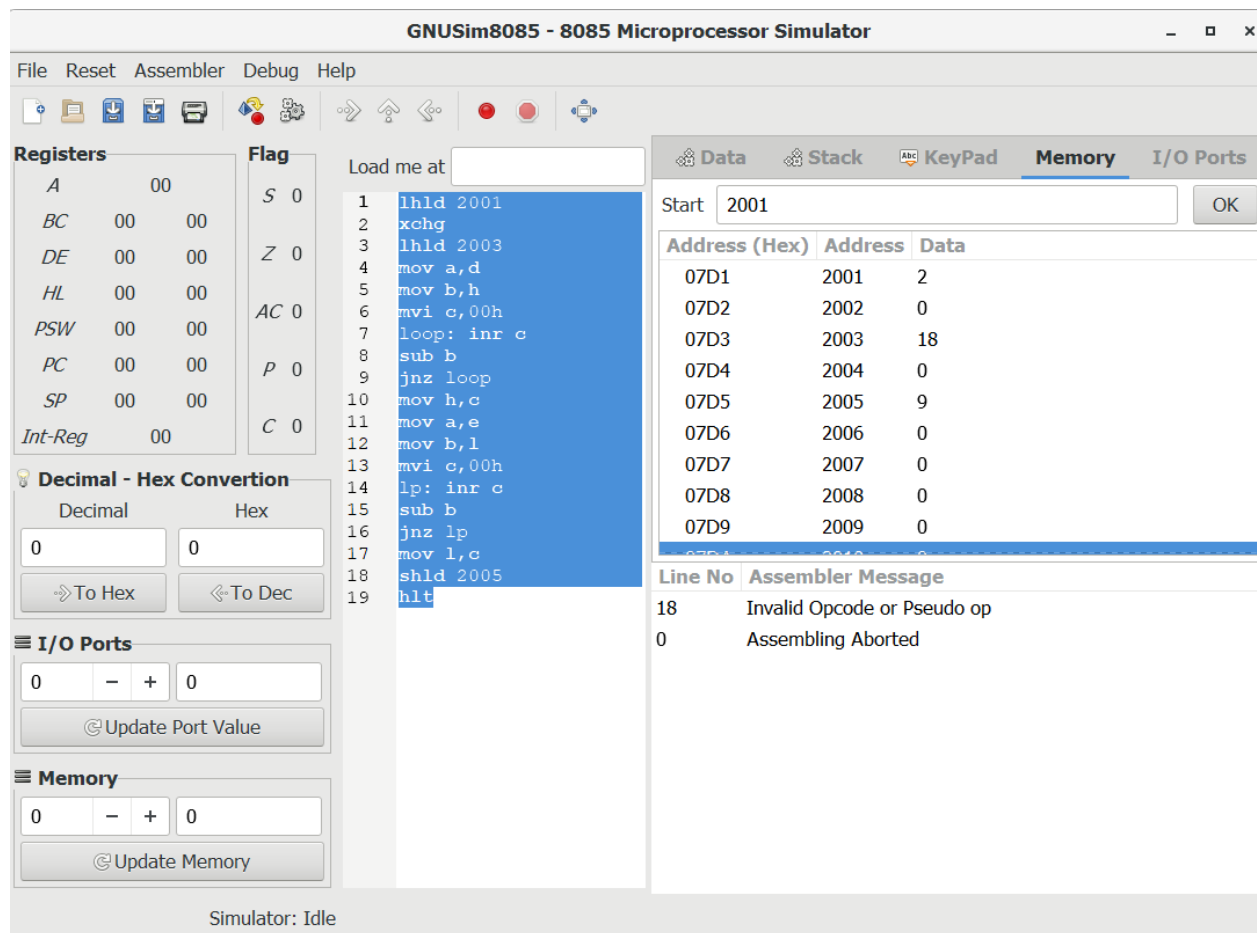 GNUSim8085 - 8085 Microprocessor Simulator
File Reset Assembler Debug Help
Registers
A 00
BC 00 00
DE 00 00
HL 00 00
PSW 00 00
PC 00 00
SP 00 00
Int-Reg 00
Flag
S 0
Z 0
AC 0
P 0
C 0
Decimal - Hex Convertion
Decimal Hex
0 0
To Hex To Dec
I/O Ports
0 − + 0
Update Port Value
Memory
0 − + 0
Update Memory
Load me at
1 lhld 2001
2 xchg
3 lhld 2003
4 mov a,d
5 mov b,h
6 mvi c,00h
7 loop: inr c
8 sub b
9 jnz loop
10 mov h,c
11 mov a,e
12 mov b,l
13 mvi c,00h
14 lp: inr c
15 sub b
16 jnz lp
17 mov l,c
18 shld 2005
19 hlt
Data Stack Abc KeyPad Memory I/O Ports
Start 2001 OK
Address (Hex) Address Data
07D1 2001 2
07D2 2002 0
07D3 2003 18
07D4 2004 0
07D5 2005 9
07D6 2006 0
07D7 2007 0
07D8 2008 0
07D9 2009 0
Line No Assembler Message
18 Invalid Opcode or Pseudo op
0 Assembling Aborted
Simulator: Idle